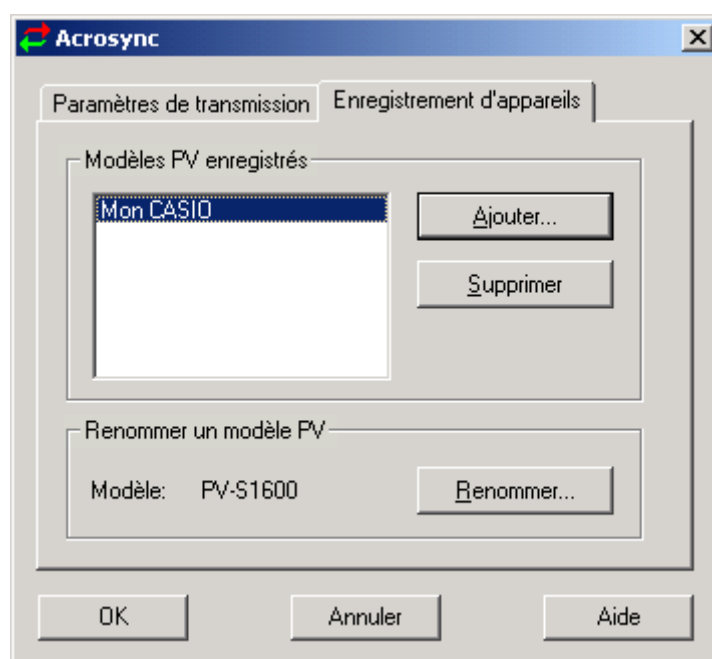 Acrosync
Paramètres de transmission
Enregistrement d'appareils
Modèles PV enregistrés
Mon CASIO
Ajouter...
Supprimer
Renommer un modèle PV
Modèle: PV-S1600
Renommer...
OK
Annuler
Aide